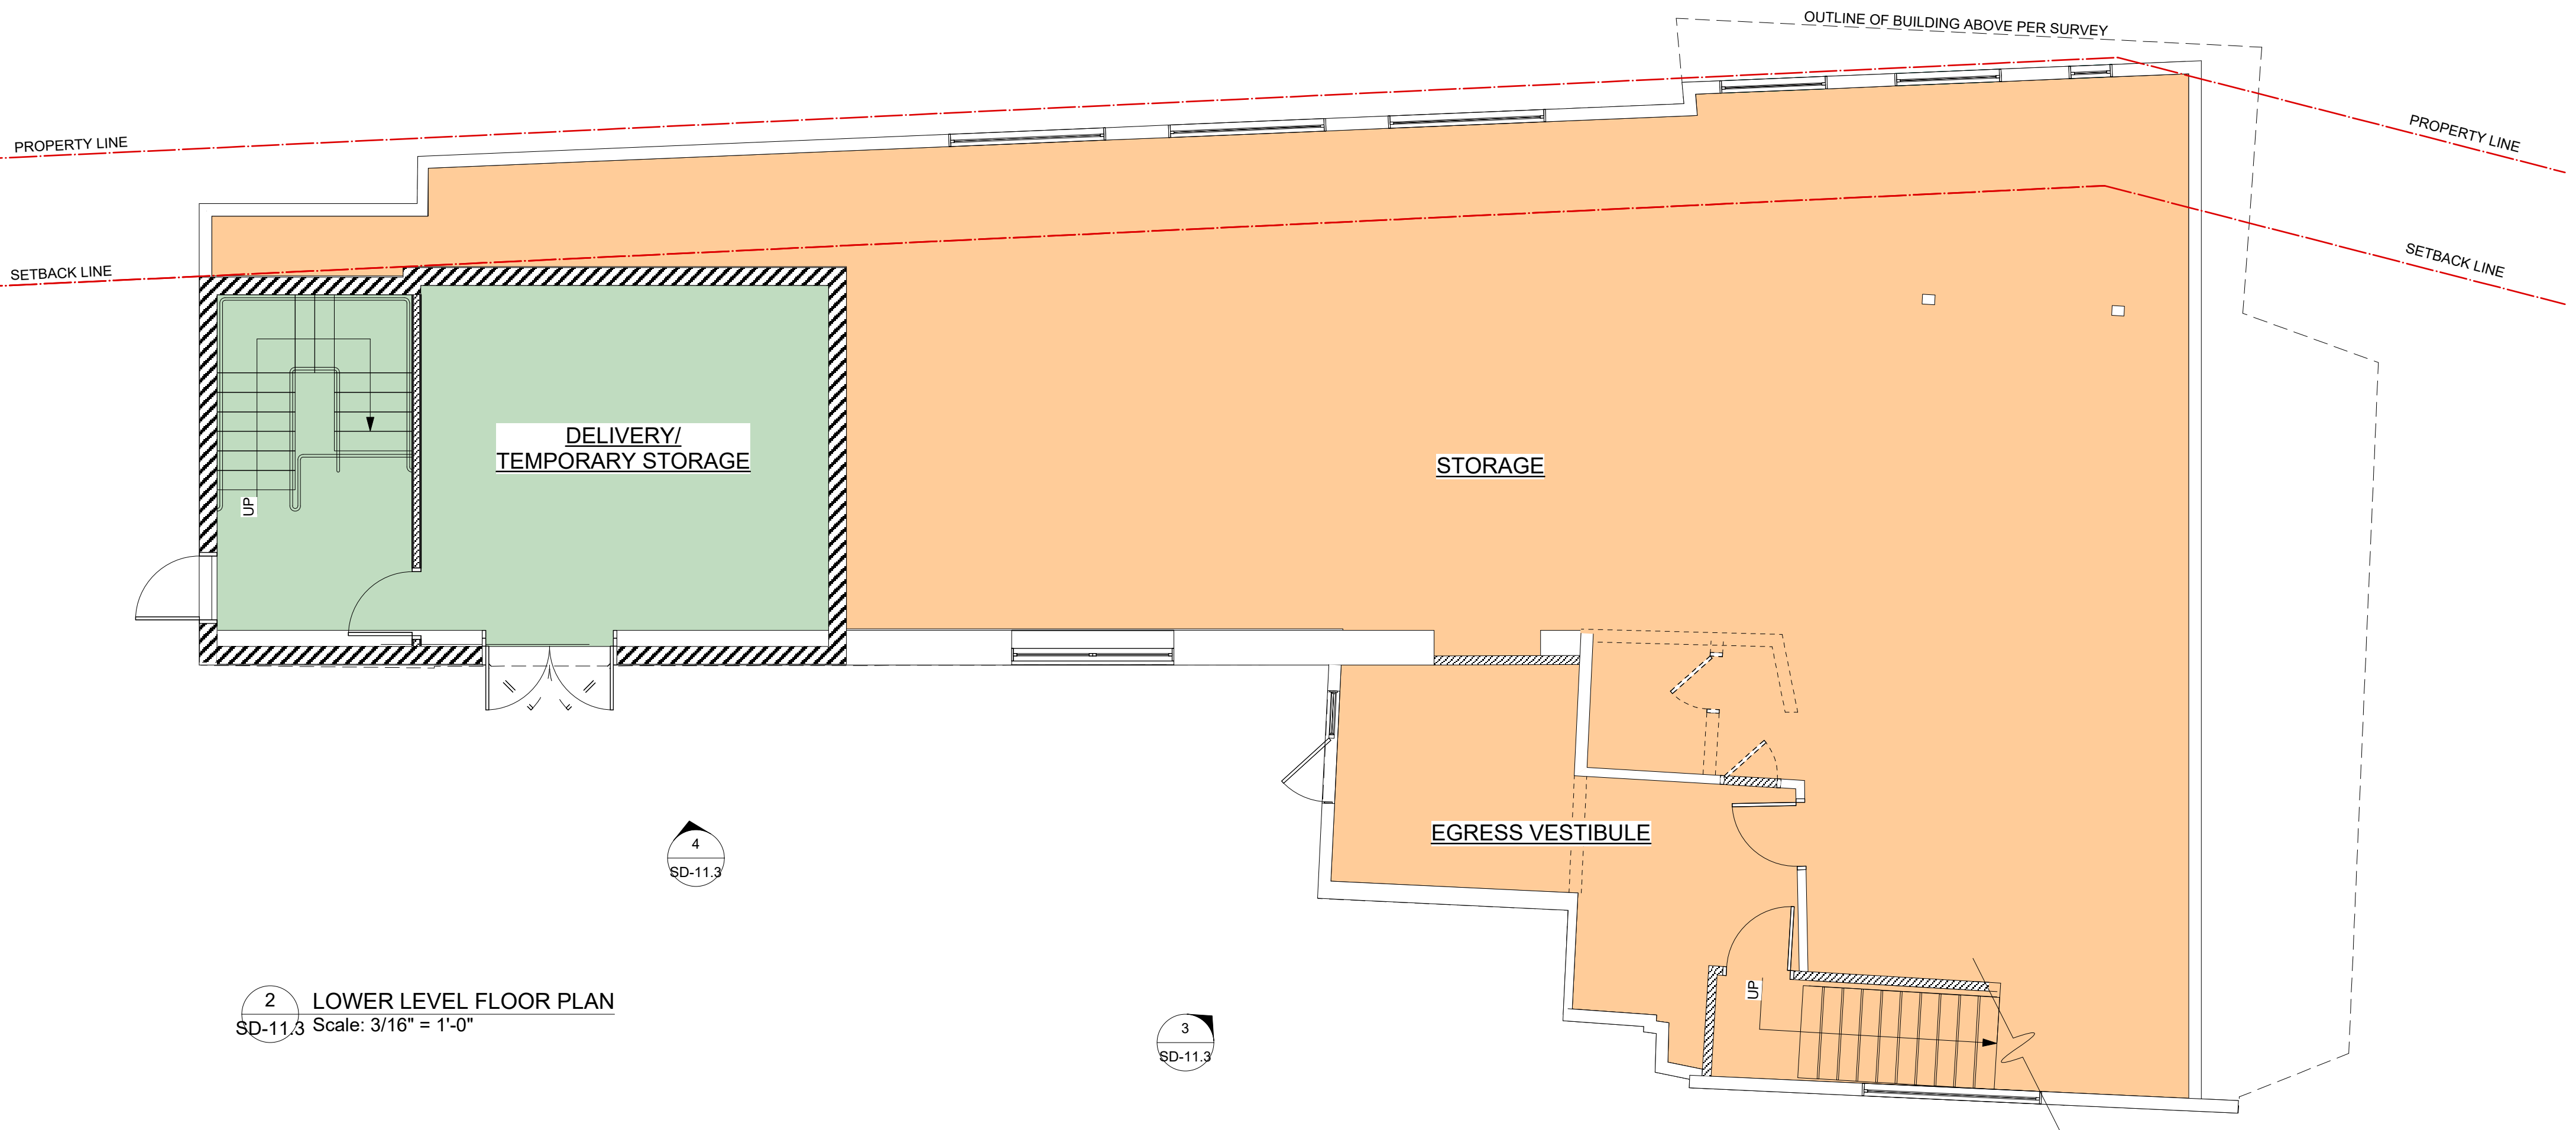 OUTLINE OF BUILDING ABOVE PER SURVEY
PROPERTY LINE
PROPERTY LINE
SETBACK LINE
SETBACK LINE
DELIVERY/
TEMPORARY STORAGE
STORAGE
UP
EGRESS VESTIBULE
4
SD-11.3
UP
2
SD-11.3
LOWER LEVEL FLOOR PLAN
Scale: 3/16" = 1'-0"
3
SD-11.3